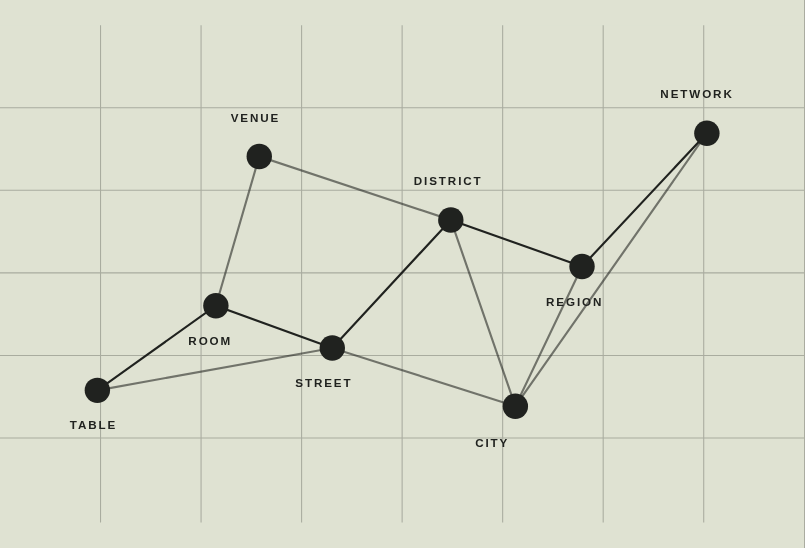 NETWORK
VENUE
DISTRICT
REGION
ROOM
STREET
TABLE
CITY